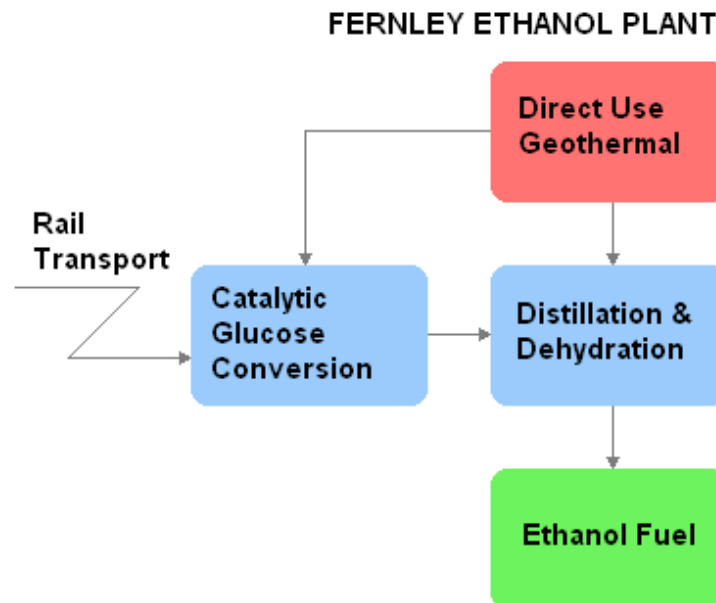 FERNLEY ETHANOL PLANT
Direct Use
Geothermal
Rail
Transport
Catalytic
Glucose
Conversion
Distillation &
Dehydration
Ethanol Fuel